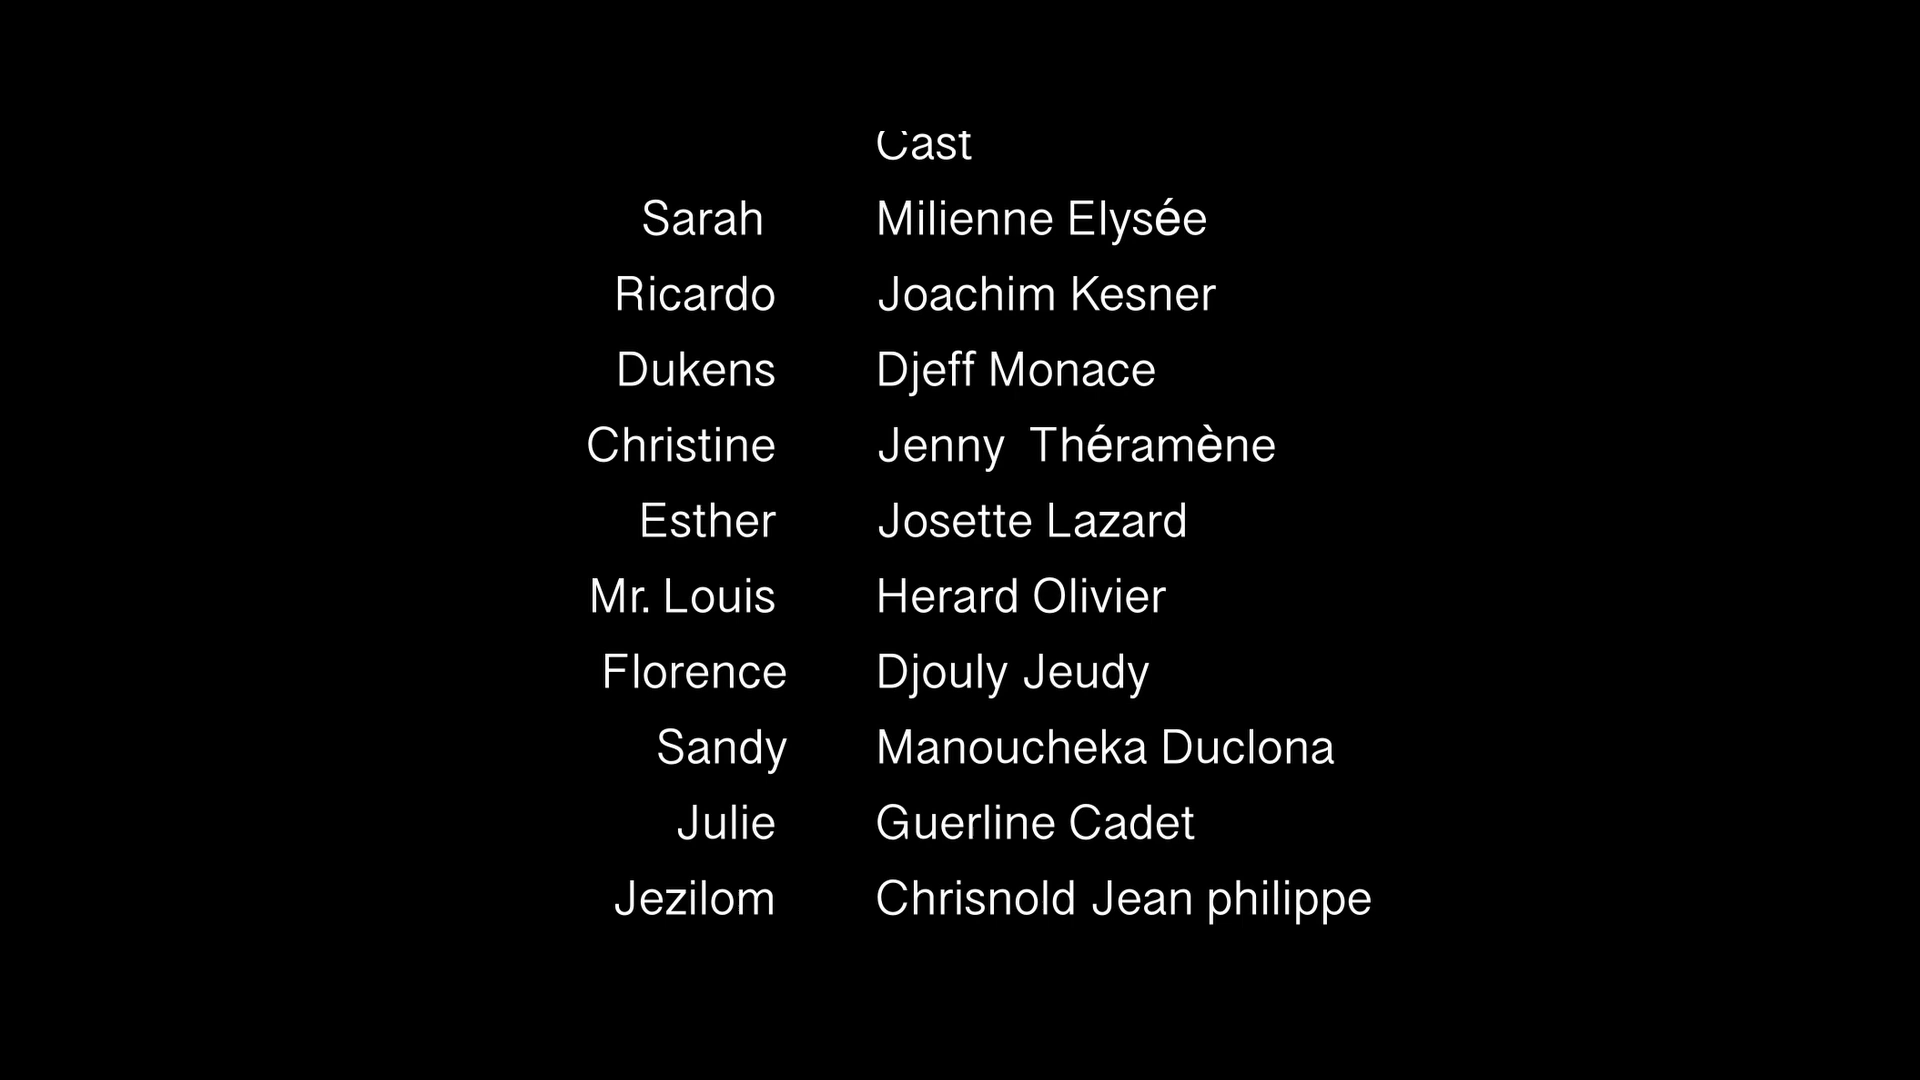 Cast
Sarah Milienne Elysée
Ricardo Joachim Kesner
Dukens Djeff Monace
Christine Jenny Théramène
Esther Josette Lazard
Mr. Louis Herard Olivier
Florence Djouly Jeudy
Sandy Manoucheka Duclona
Julie Guerline Cadet
Jezilom Chrisnold Jean philippe